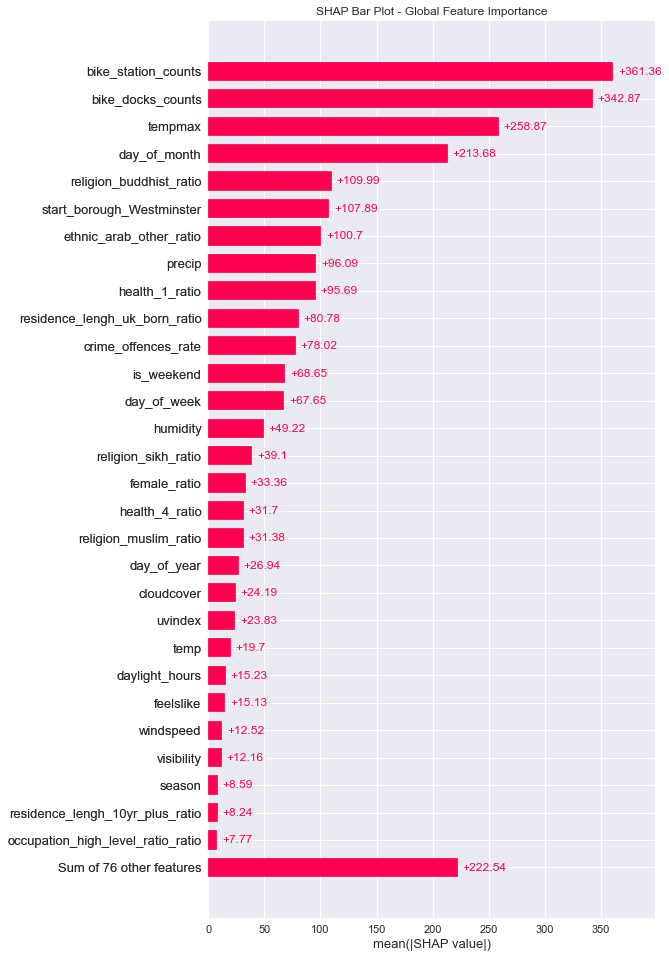 SHAP Bar Plot - Global Feature Importance
bike_station_counts +361.36
bike_docks_counts +342.87
tempmax +258.87
day_of_month +213.68
religion_buddhist_ratio +109.99
start_borough_Westminster +107.89
ethnic_arab_other_ratio +100.7
precip +96.09
health_1_ratio +95.69
residence_lengh_uk_born_ratio +80.78
crime_offences_rate +78.02
is_weekend +68.65
day_of_week +67.65
humidity +49.22
religion_sikh_ratio +39.1
female_ratio +33.36
health_4_ratio +31.7
religion_muslim_ratio +31.38
day_of_year +26.94
cloudcover +24.19
uvindex +23.83
temp +19.7
daylight_hours +15.23
feelslike +15.13
windspeed +12.52
visibility +12.16
season +8.59
residence_lengh_10yr_plus_ratio +8.24
occupation_high_level_ratio_ratio +7.77
Sum of 76 other features +222.54
0 50 100 150 200 250 300 350
mean(|SHAP value|)